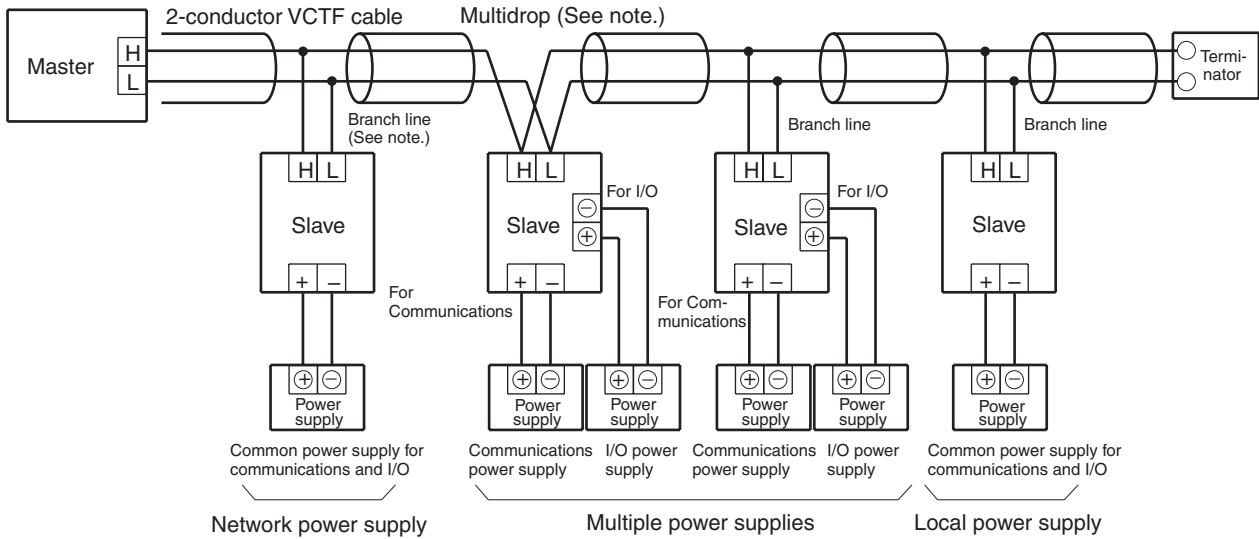 2-conductor VCTF cable
Multidrop (See note.)
Master
H
L
Termi-
nator
Branch line
(See note.)
Branch line
Branch line
H L
H L
H L
H L
For I/O
For I/O
⊖
⊕
⊖
⊕
Slave
Slave
Slave
Slave
+ –
+ –
+ –
+ –
For
Communications
For Com-
munications
⊕ ⊖
⊕ ⊖
⊕ ⊖
⊕ ⊖
⊕ ⊖
⊕ ⊖
Power
supply
Power
supply
Power
supply
Power
supply
Power
supply
Power
supply
Common power supply for
communications and I/O
Communications
power supply
I/O power
supply
Communications
power supply
I/O power
supply
Common power supply for
communications and I/O
Network power supply
Multiple power supplies
Local power supply